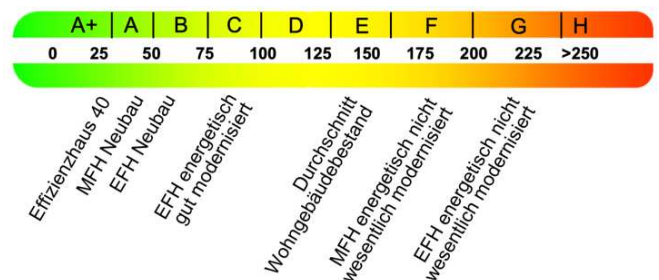 A+ A B C D E F G H
0 25 50 75 100 125 150 175 200 225 >250
Effizienzhaus 40
MFH Neubau
EFH Neubau
EFH energetisch
gut modernisiert
Durchschnitt
Wohngebäudebestand
MFH energetisch nicht
wesentlich modernisiert
EFH energetisch nicht
wesentlich modernisiert